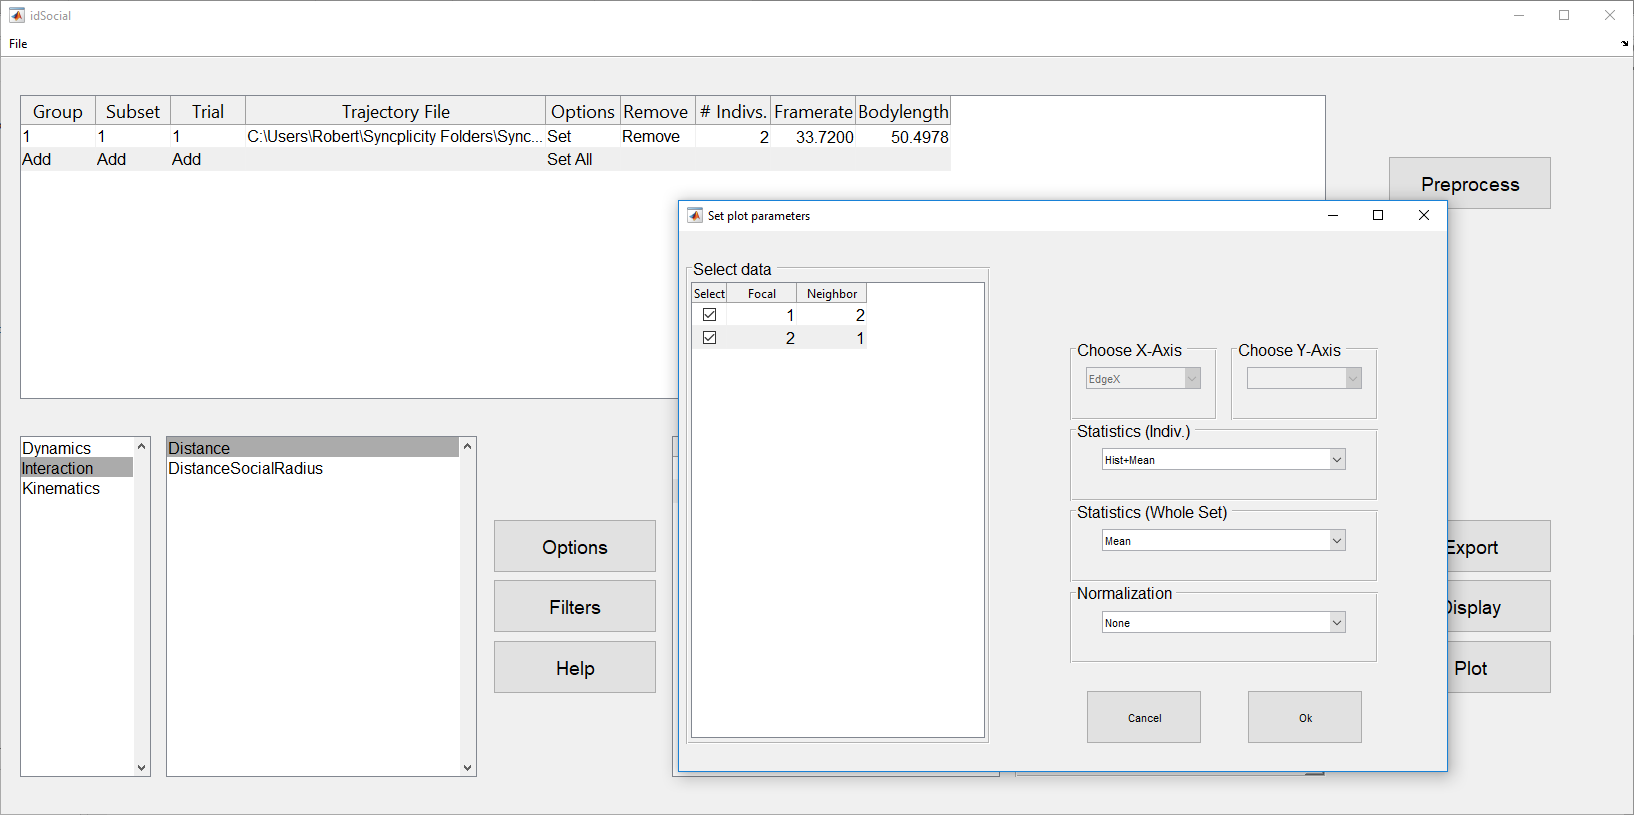 idSocial
File
Group Subset Trial Trajectory File Options Remove # Indivs. Framerate Bodylength
1 1 1 C:\Users\Robert\Syncplicity Folders\Sync... Set Remove 2 33.7200 50.4978
Add Add Add Set All
Preprocess
Set plot parameters
Select data
Select Focal Neighbor
1 2
2 1
Choose X-Axis Choose Y-Axis
EdgeX
Statistics (Indiv.)
Hist+Mean
Statistics (Whole Set)
Mean
Normalization
None
Cancel Ok
Dynamics
Interaction
Kinematics
Distance
DistanceSocialRadius
Options
Filters
Help
Export
Display
Plot